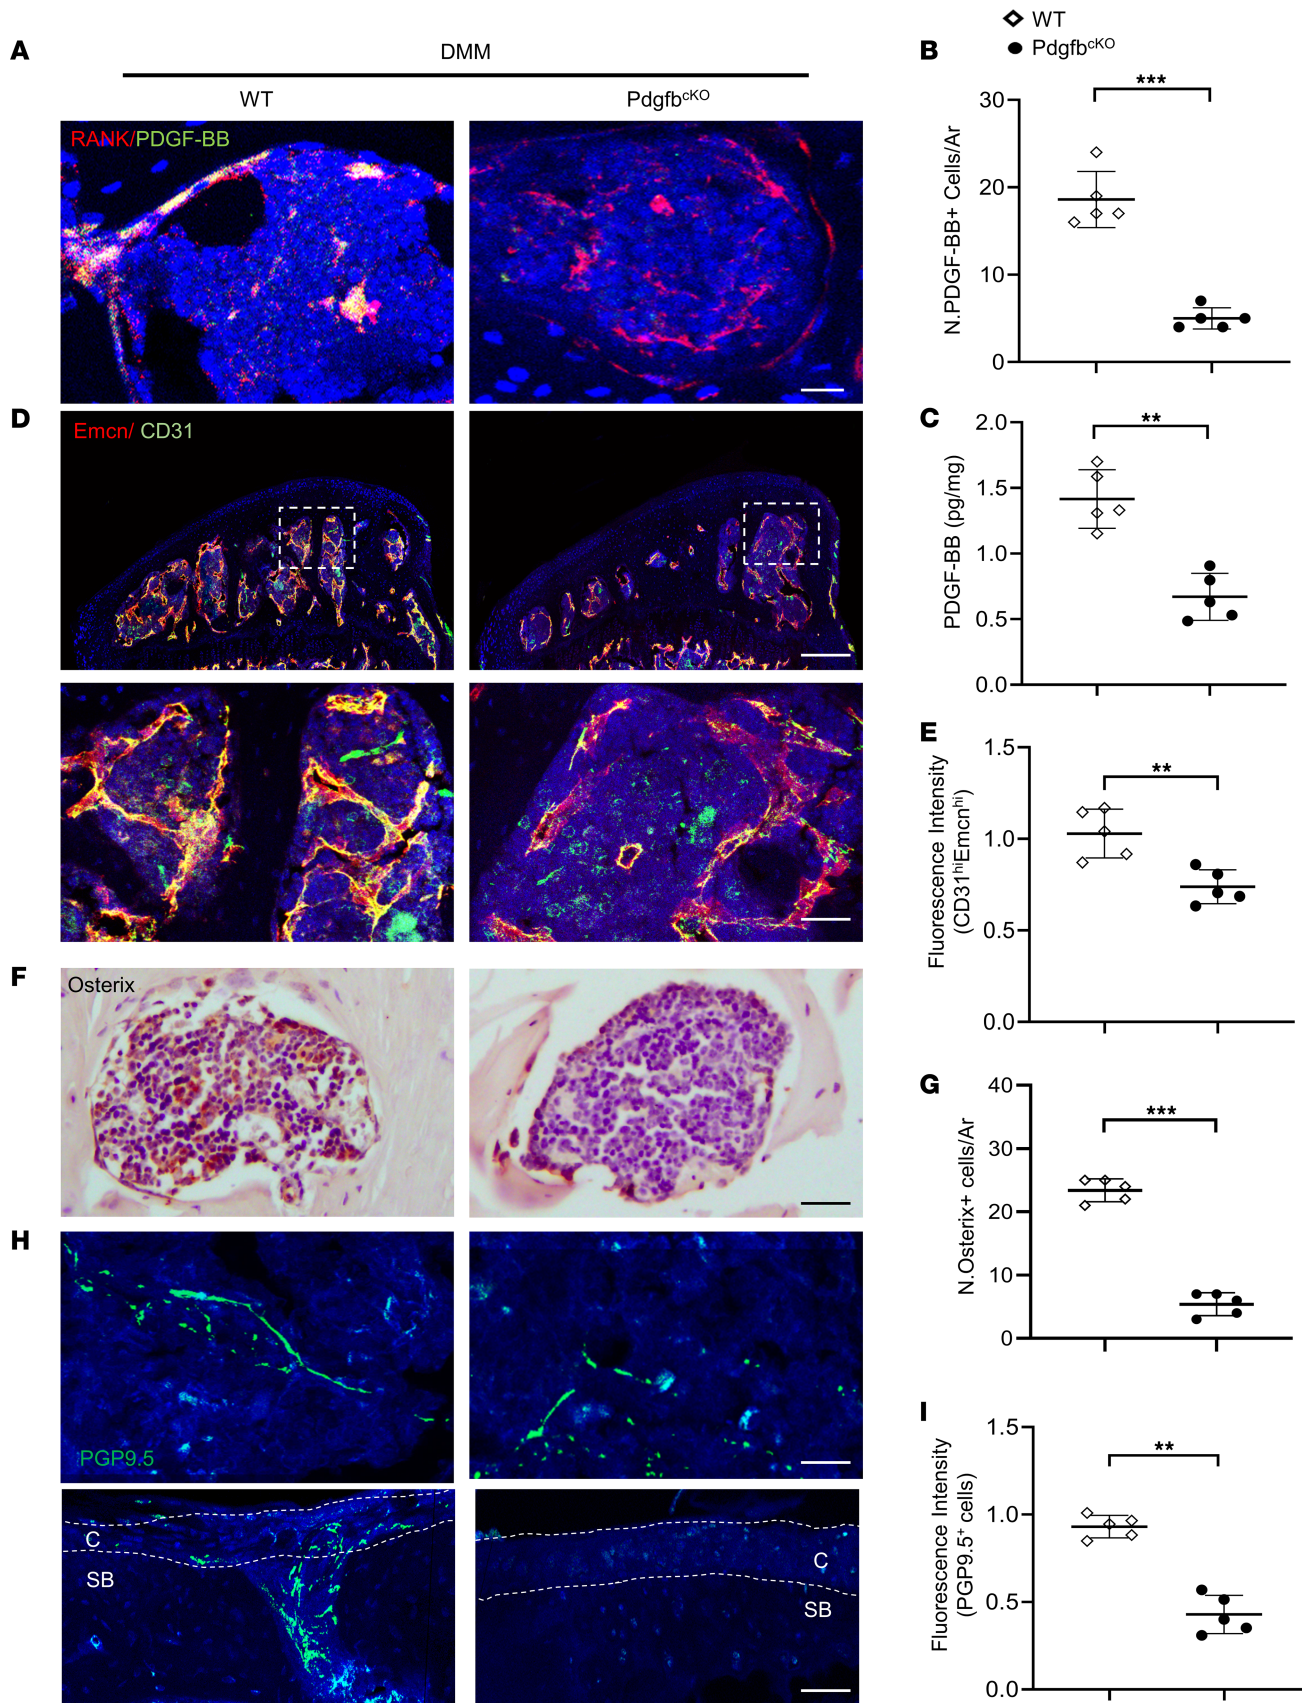 A
DMM
WT
Pdgfbcᴷᴼ
RANK/PDGF-BB
B
WT
Pdgfbcᴷᴼ
***
N.PDGF-BB+ Cells/Ar
30
20
10
0
C
**
PDGF-BB (pg/mg)
2.0
1.5
1.0
0.5
0.0
D
Emcn/ CD31
E
**
Fluorescence Intensity
(CD31ʰⁱEmcnʰⁱ)
1.5
1.0
0.5
0.0
F
Osterix
G
***
N.Osterix+ cells/Ar
40
30
20
10
0
H
PGP9.5
C
SB
C
SB
I
**
Fluorescence Intensity
(PGP9.5⁺ cells)
1.5
1.0
0.5
0.0